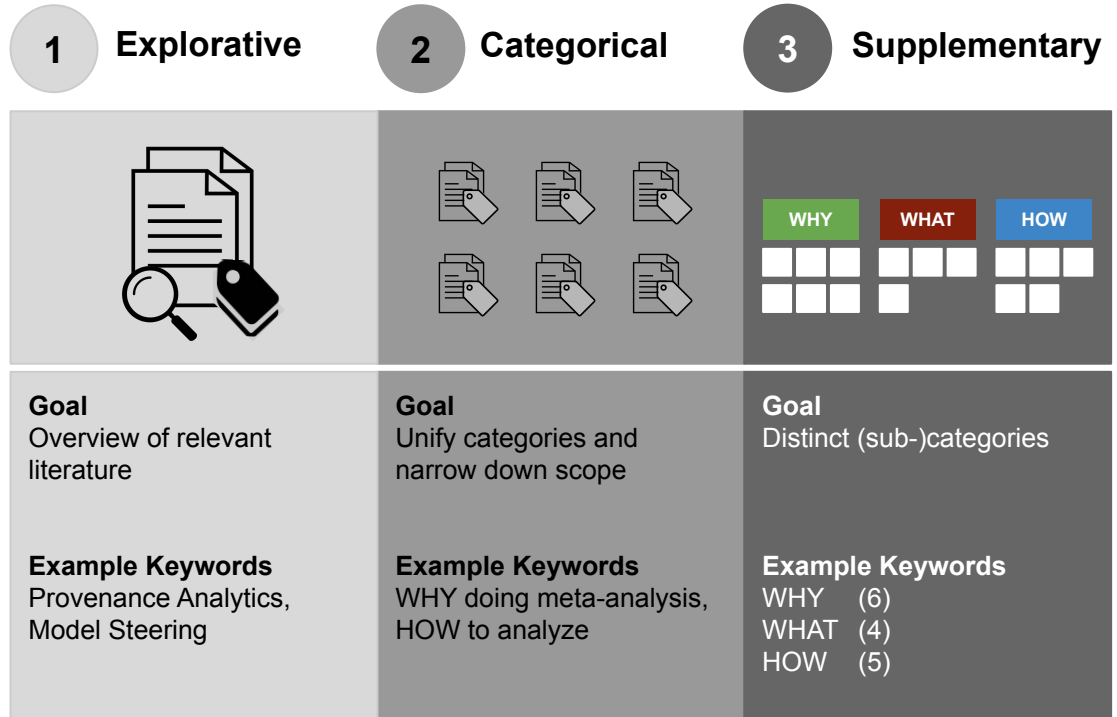 1 Explorative
2 Categorical
3 Supplementary
WHY WHAT HOW
Goal
Overview of relevant
literature
Example Keywords
Provenance Analytics,
Model Steering
Goal
Unify categories and
narrow down scope
Example Keywords
WHY doing meta-analysis,
HOW to analyze
Goal
Distinct (sub-)categories
Example Keywords
WHY (6)
WHAT (4)
HOW (5)